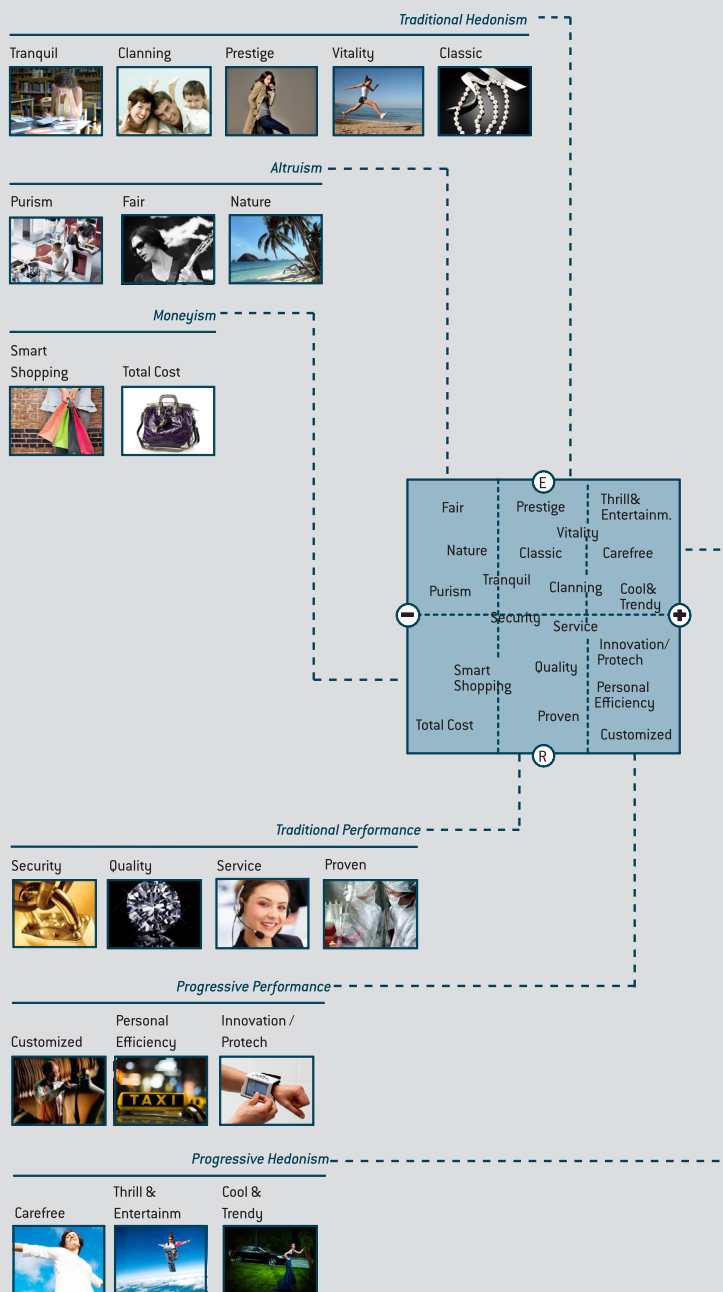 Traditional Hedonism
Tranquil Clanning Prestige Vitality Classic
Altruism
Purism Fair Nature
Moneyism
Smart
Shopping Total Cost
E
Fair Prestige Thrill&
Entertainm.
Vitality
Nature Classic Carefree
Tranquil Clanning Cool&
Purism Trendy
Security Service
Innovation/
Protech
Smart Quality
Shopping Personal
Efficiency
Total Cost Proven
Customized
R
Traditional Performance
Security Quality Service Proven
Progressive Performance
Customized Personal
Efficiency Innovation /
Protech
TAXI
Progressive Hedonism
Carefree Thrill &
Entertainm Cool &
Trendy